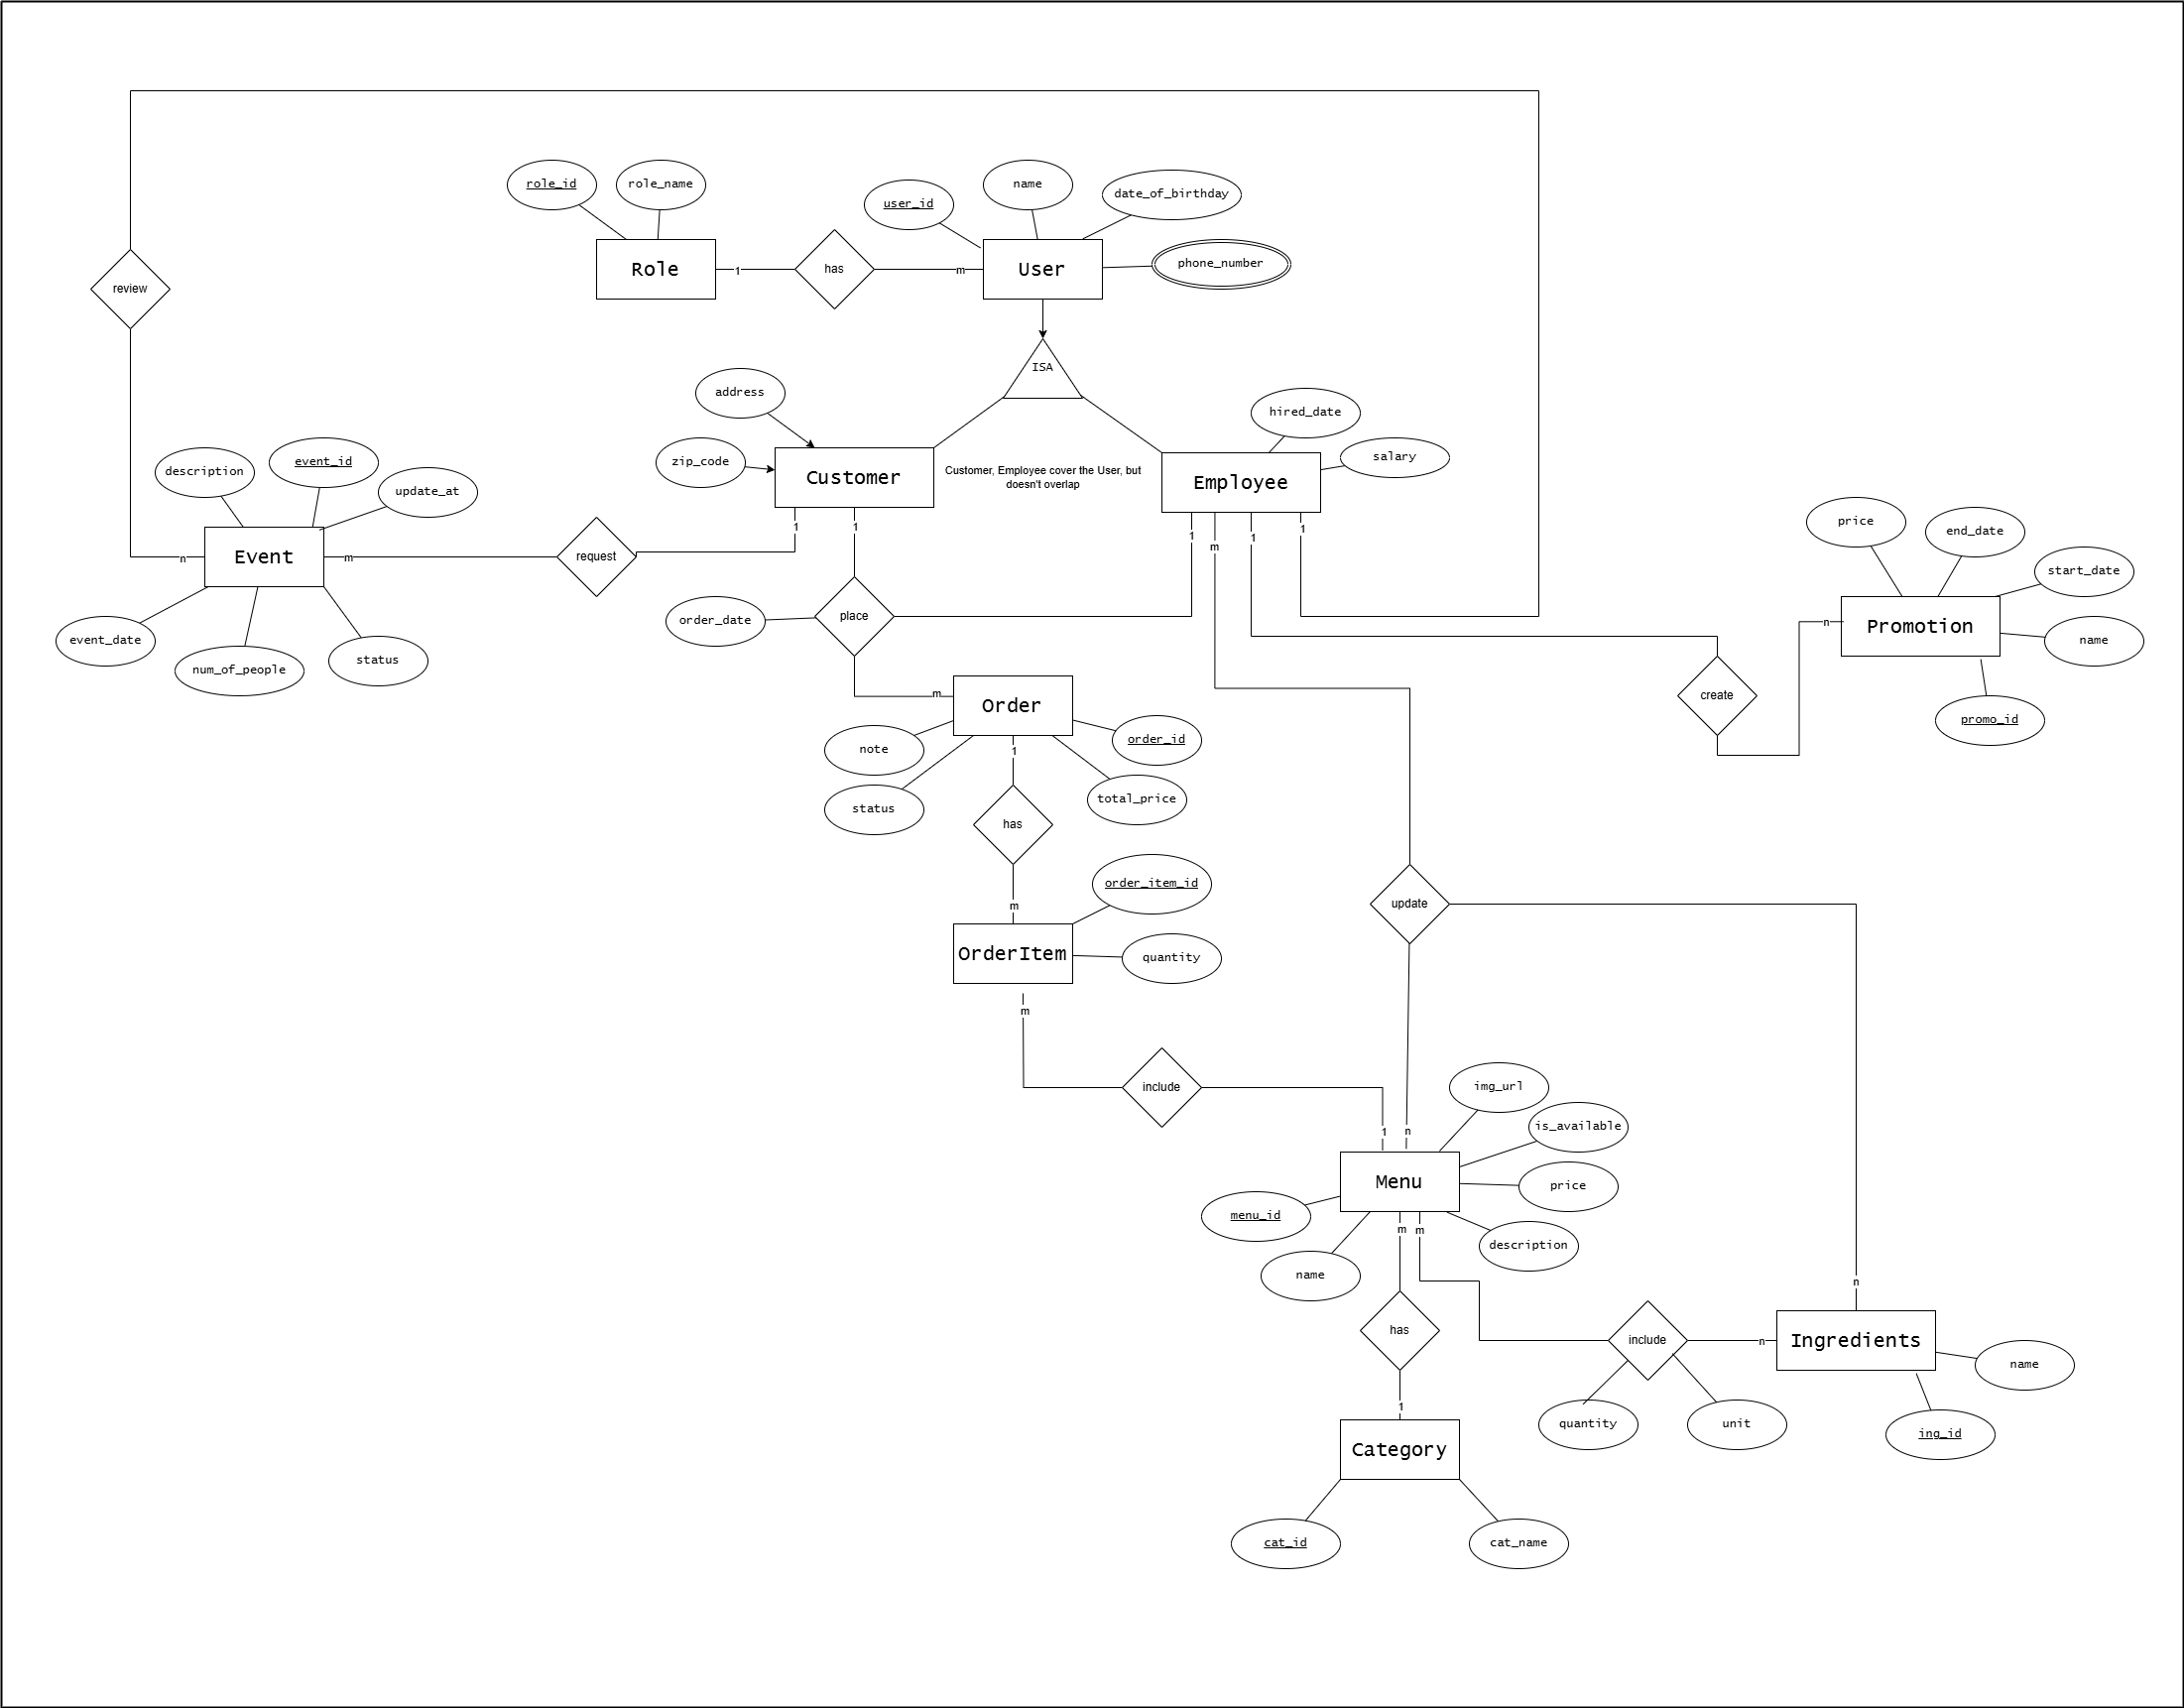 role_id
role_name
user_id
name
date_of_birthday
Role
1
has
m
User
phone_number
review
ISA
address
zip_code
Customer
Customer, Employee cover the User, but
doesn't overlap
hired_date
salary
Employee
description
event_id
update_at
Event
n
m
request
1
1
1
m
1
1
event_date
num_of_people
status
order_date
place
m
Order
note
status
order_id
total_price
1
has
m
order_item_id
OrderItem
quantity
m
include
1
price
end_date
start_date
n
Promotion
name
create
promo_id
update
n
n
img_url
is_available
Menu
price
menu_id
description
name
m
m
has
1
include
n
Ingredients
name
quantity
unit
ing_id
Category
cat_id
cat_name